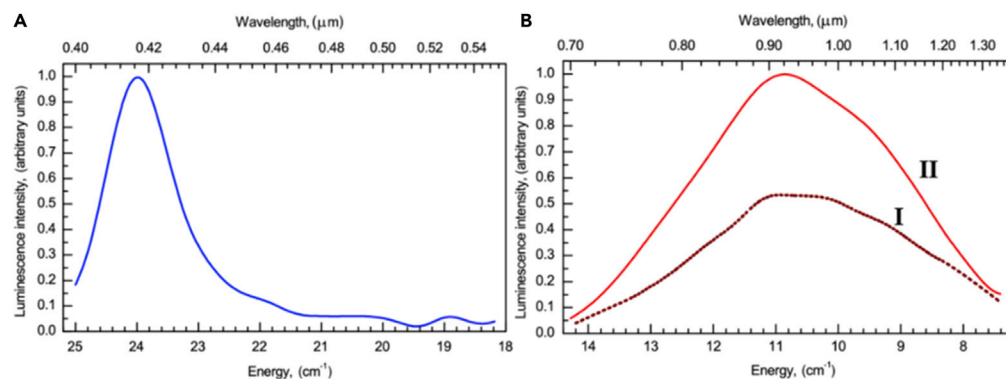 A
Wavelength, (μm)
0.40 0.42 0.44 0.46 0.48 0.50 0.52 0.54
Luminescence intensity, (arbitrary units)
1.0
0.9
0.8
0.7
0.6
0.5
0.4
0.3
0.2
0.1
0.0
25 24 23 22 21 20 19 18
Energy, (cm⁻¹)
B
Wavelength, (μm)
0.70 0.80 0.90 1.00 1.10 1.20 1.30
Luminescence intensity, (arbitrary units)
1.0
0.9
0.8
0.7
0.6
0.5
0.4
0.3
0.2
0.1
0.0
II
I
14 13 12 11 10 9 8
Energy, (cm⁻¹)